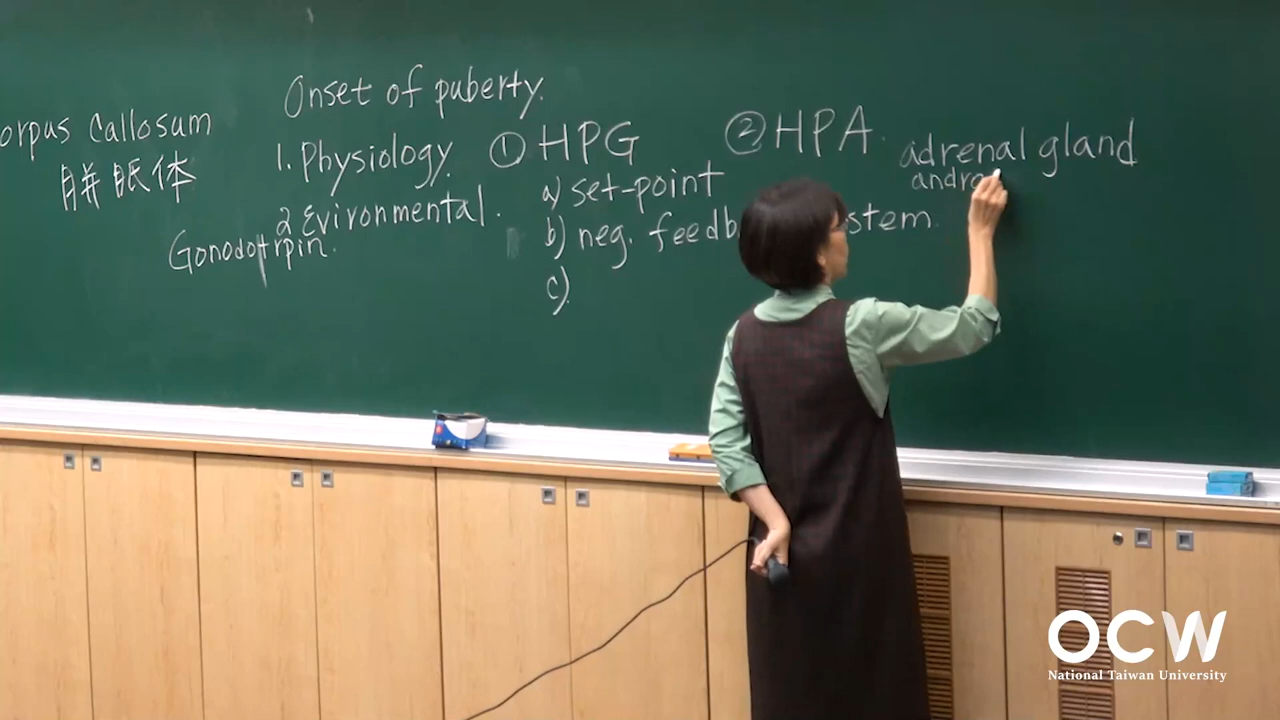 Onset of puberty.
orpus Callosum
胼胝体
1. Physiology.
2 Evironmental.
Gonodotrpin.
① HPG
a) set-point
b) neg. feedb stem.
c)
② HPA.
adrenal gland
andro
OCW
National Taiwan University